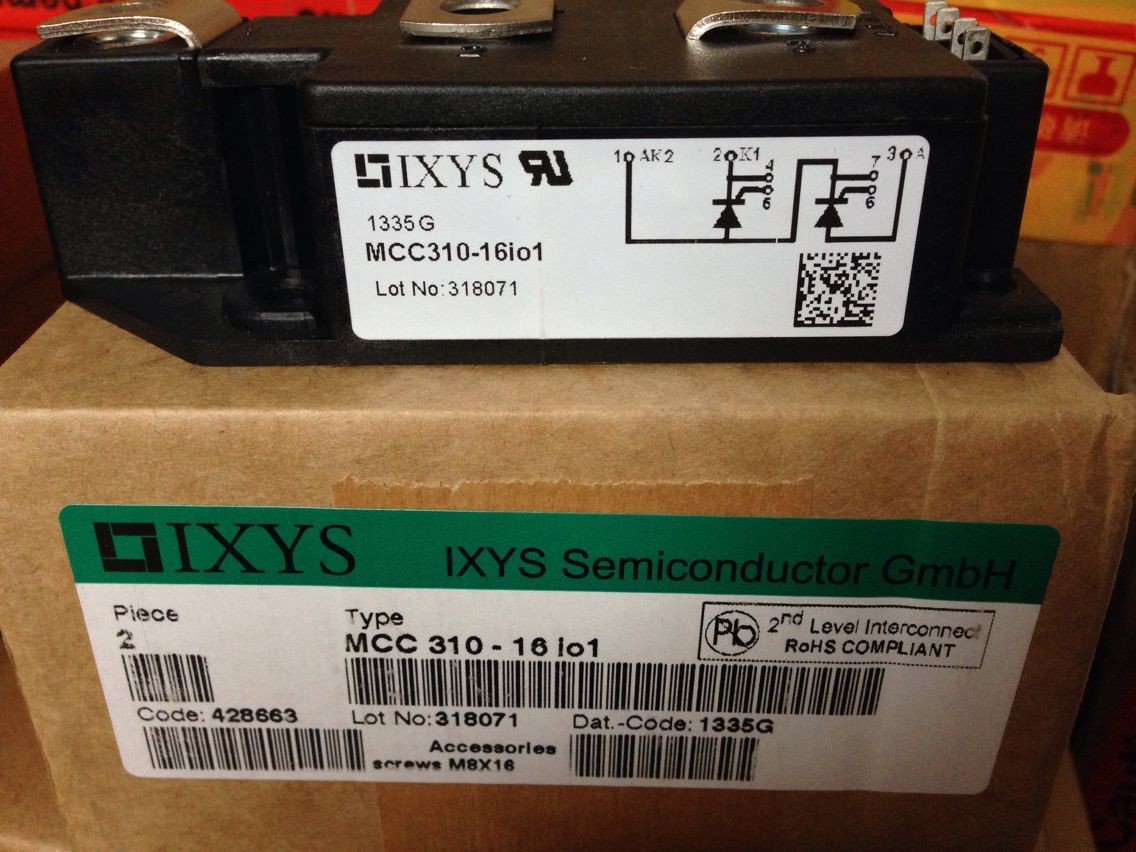 IXYS
1335G
MCC310-16io1
Lot No:318071
1 AK2
2 K1
3 A
4
5
7
6
IXYS
IXYS Semiconductor GmbH
Piece
2
Type
MCC 310 - 16 io1
Pb
2nd Level Interconnect
RoHS COMPLIANT
Code: 428663
Lot No: 318071
Dat.-Code: 1335G
Accessories
screws M8X16